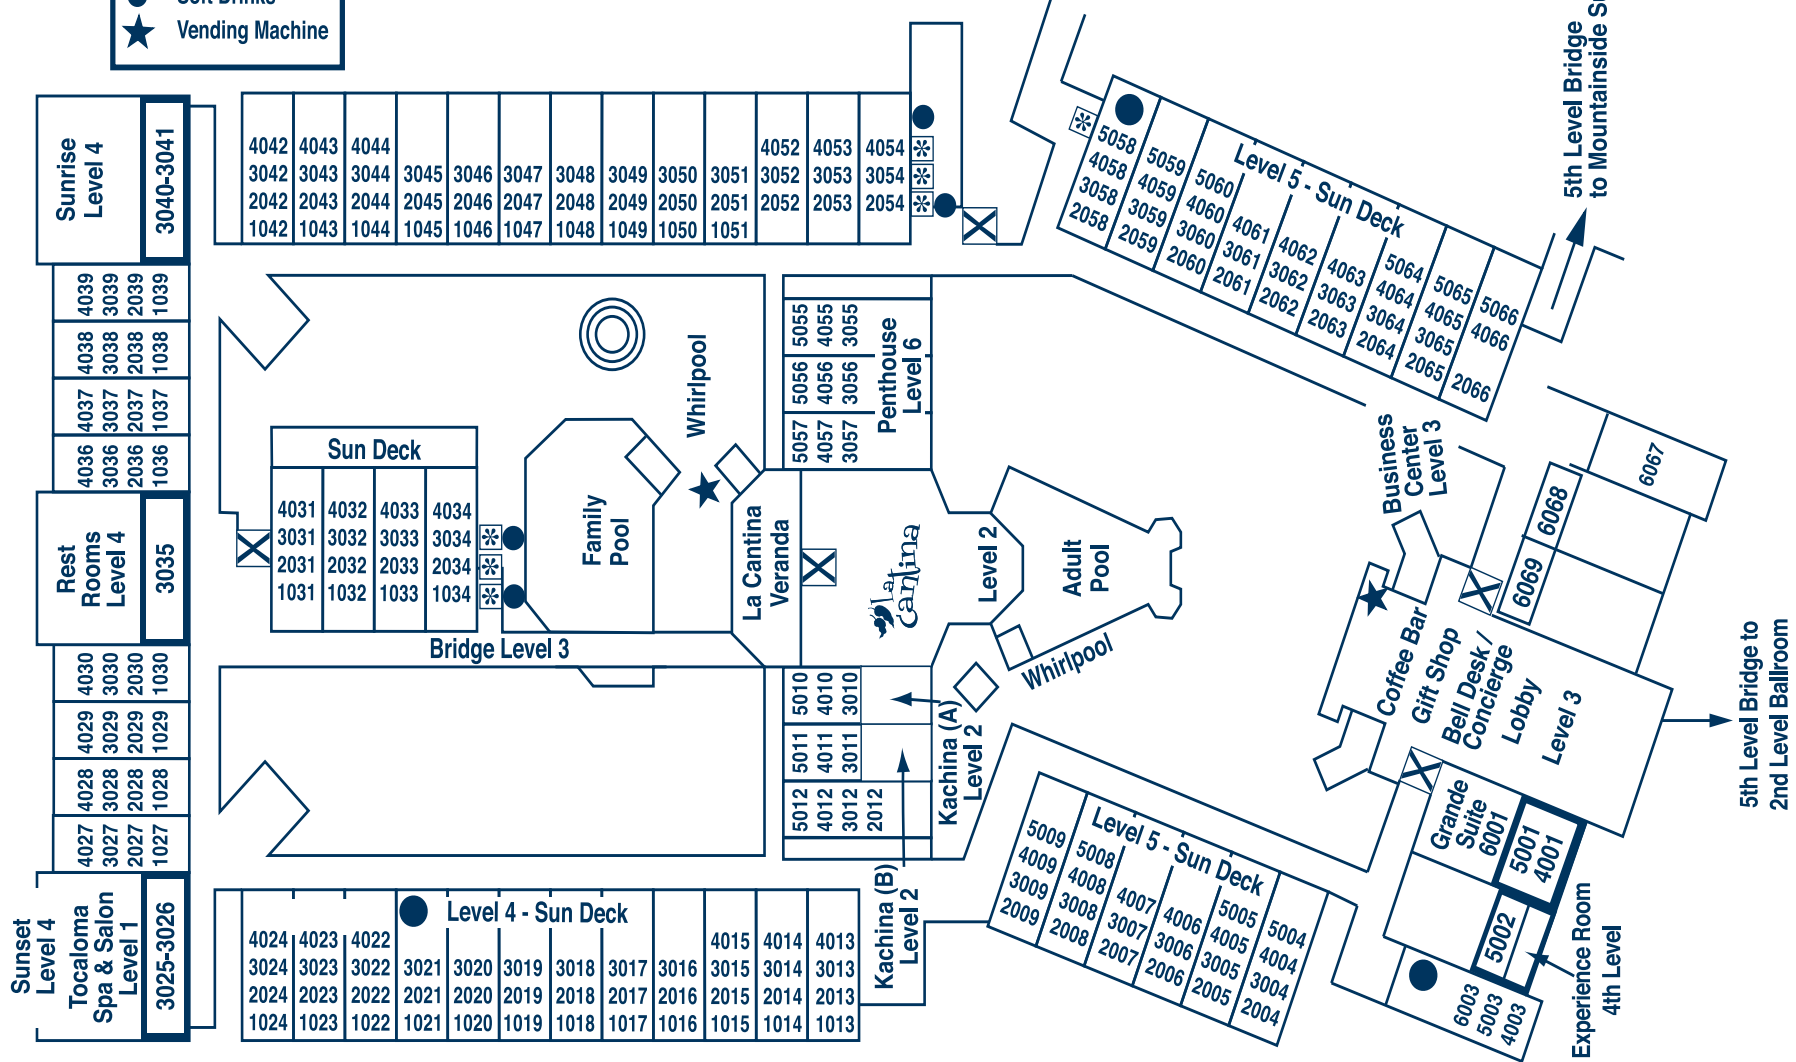 Vending Machine
Sunrise
Level 4
3040-3041
4039
3039
2039
1039
4038
3038
2038
1038
4037
3037
2037
1037
4036
3036
2036
1036
Rest
Rooms
Level 4
3035
4030
3030
2030
1030
4029
3029
2029
1029
4028
3028
2028
1028
4027
3027
2027
1027
Sunset
Level 4
Tocaloma
Spa & Salon
Level 1
3025-3026
4042 4043 4044 4052 4053 4054
3042 3043 3044 3045 3046 3047 3048 3049 3050 3051 3052 3053 3054
2042 2043 2044 2045 2046 2047 2048 2049 2050 2051 2052 2053 2054
1042 1043 1044 1045 1046 1047 1048 1049 1050 1051
Whirlpool
Sun Deck
4031 4032 4033 4034
3031 3032 3033 3034
2031 2032 2033 2034
1031 1032 1033 1034
Family
Pool
La Cantina
Veranda
Bridge Level 3
5055
4055
3055
5056
4056
3056
5057
4057
3057
Penthouse
Level 6
La
Cantina
Level 2
Adult
Pool
Whirlpool
5010
4010
3010
5011
4011
3011
5012
4012
3012
2012
Kachina (A)
Level 2
Kachina (B)
Level 2
Level 4 - Sun Deck
4024 4023 4022 4015 4014 4013
3024 3023 3022 3021 3020 3019 3018 3017 3016 3015 3014 3013
2024 2023 2022 2021 2020 2019 2018 2017 2016 2015 2014 2013
1024 1023 1022 1021 1020 1019 1018 1017 1016 1015 1014 1013
Level 5 - Sun Deck
5058
4058
3058
2058
5059
4059
3059
2059
5060
4060
3060
2060
4061
3061
2061
4062
3062
2062
4063
3063
2063
5064
4064
3064
2064
5065
4065
3065
2065
5066
4066
2066
5th Level Bridge
to Mountainside
Business
Center
Level 3
6067
6068
6069
Coffee Bar
Gift Shop
Bell Desk /
Concierge
Lobby
Level 3
5th Level Bridge to
2nd Level Ballroom
Grande
Suite
6001
5001
4001
5002
Experience Room
4th Level
6003
5003
4003
Level 5 - Sun Deck
5009
4009
3009
2009
5008
4008
3008
2008
4007
3007
2007
4006
3006
2006
5005
4005
3005
2005
5004
4004
3004
2004